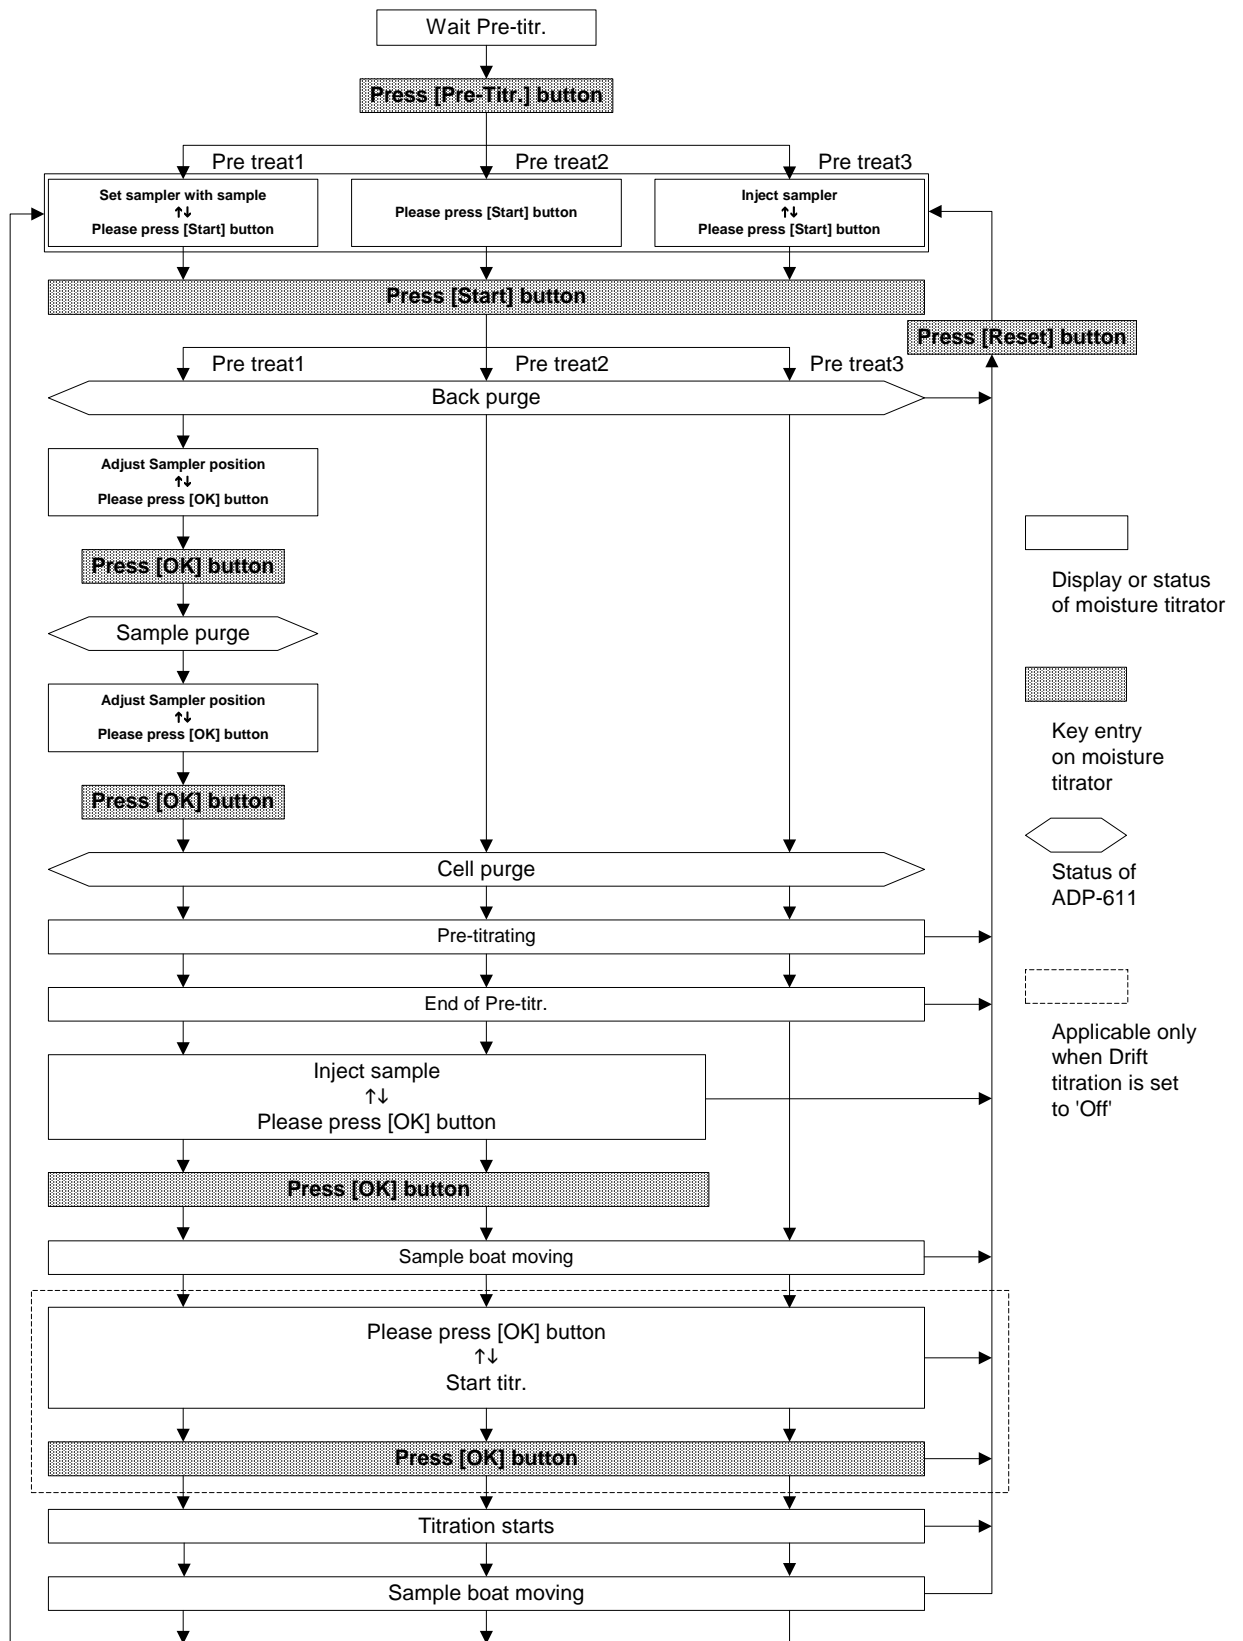 Wait Pre-titr.
Press [Pre-Titr.] button
Pre treat1
Pre treat2
Pre treat3
Set sampler with sample
↑↓
Please press [Start] button
Please press [Start] button
Inject sampler
↑↓
Please press [Start] button
Press [Start] button
Press [Reset] button
Pre treat1
Pre treat2
Pre treat3
Back purge
Adjust Sampler position
↑↓
Please press [OK] button
Press [OK] button
Sample purge
Adjust Sampler position
↑↓
Please press [OK] button
Press [OK] button
Cell purge
Pre-titrating
End of Pre-titr.
Inject sample
↑↓
Please press [OK] button
Press [OK] button
Sample boat moving
Please press [OK] button
↑↓
Start titr.
Press [OK] button
Titration starts
Sample boat moving
Display or status
of moisture titrator
Key entry
on moisture
titrator
Status of
ADP-611
Applicable only
when Drift
titration is set
to 'Off'